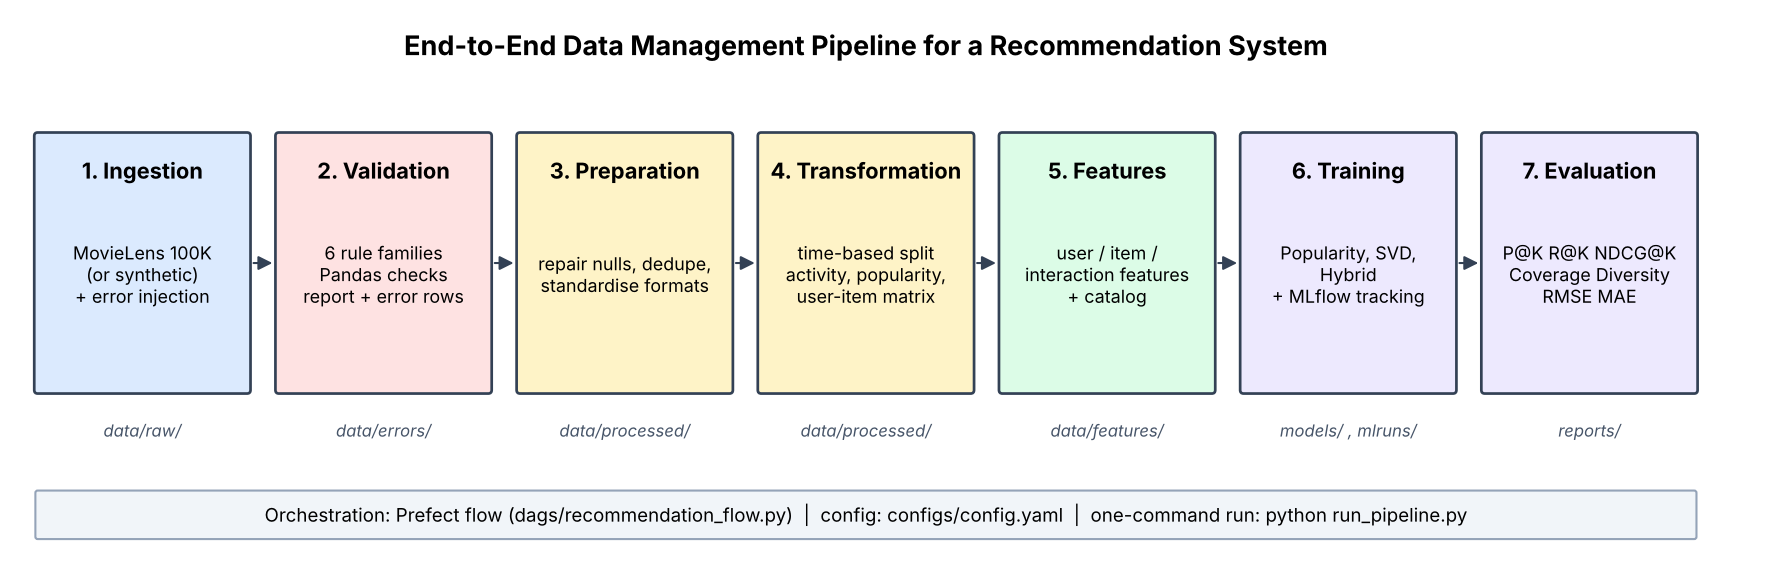 End-to-End Data Management Pipeline for a Recommendation System
1. Ingestion
MovieLens 100K
(or synthetic)
+ error injection
data/raw/
2. Validation
6 rule families
Pandas checks
report + error rows
data/errors/
3. Preparation
repair nulls, dedupe,
standardise formats
data/processed/
4. Transformation
time-based split
activity, popularity,
user-item matrix
data/processed/
5. Features
user / item /
interaction features
+ catalog
data/features/
6. Training
Popularity, SVD,
Hybrid
+ MLflow tracking
models/ , mlruns/
7. Evaluation
P@K R@K NDCG@K
Coverage Diversity
RMSE MAE
reports/
Orchestration: Prefect flow (dags/recommendation_flow.py) | config: configs/config.yaml | one-command run: python run_pipeline.py